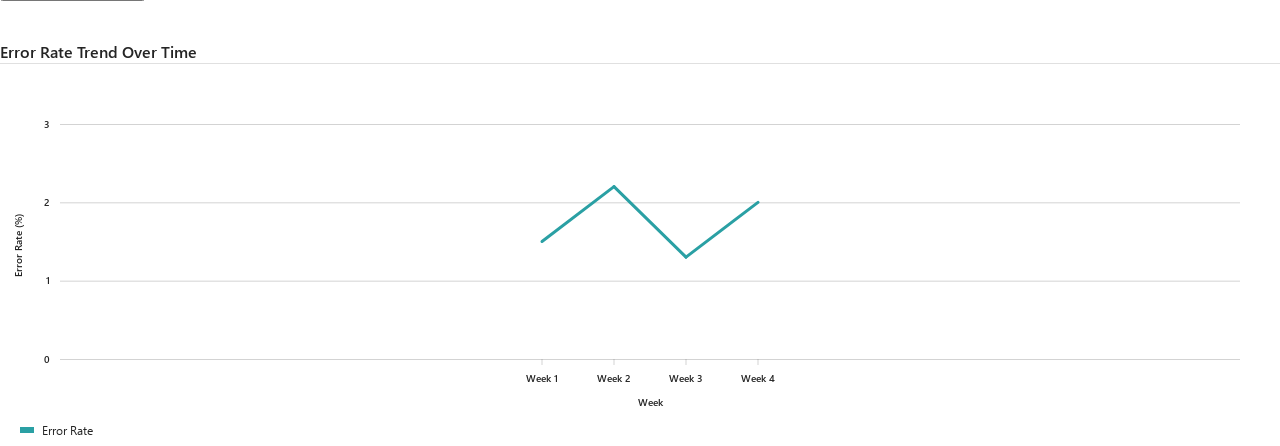 Error Rate Trend Over Time
3
2
1
0
Error Rate (%)
Week 1 Week 2 Week 3 Week 4
Week
Error Rate